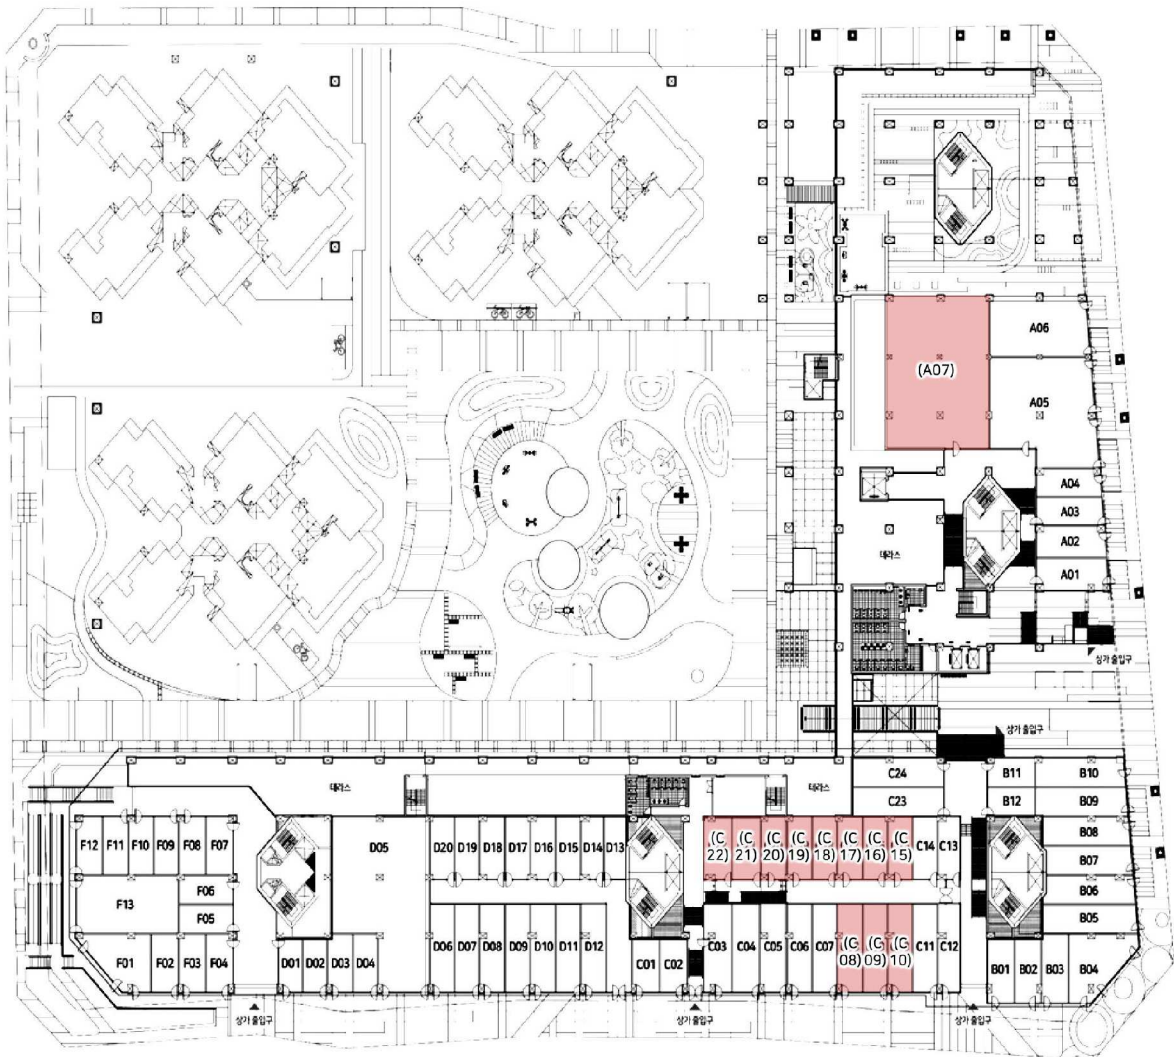 A06
(A07)
A05
A04
A03
테라스
A02
A01
상가 출입구
상가 출입구
C24
B11
B10
테라스
테라스
C23
B12
B09
F12
F11
F10
F09
F08
F07
D05
D20
D19
D18
D17
D16
D15
D14
D13
(C
22)
(C
21)
(C
20)
(C
19)
(C
18)
(C
17)
(C
16)
(C
15)
C14
C13
B08
B07
F06
B06
F13
F05
B05
D06
D07
D08
D09
D10
D11
D12
C03
C04
C05
C06
C07
(C
08)
(C
09)
(C
10)
C11
C12
F01
F02
F03
F04
D01
D02
D03
D04
C01
C02
B01
B02
B03
B04
상가 출입구
상가 출입구
상가 출입구